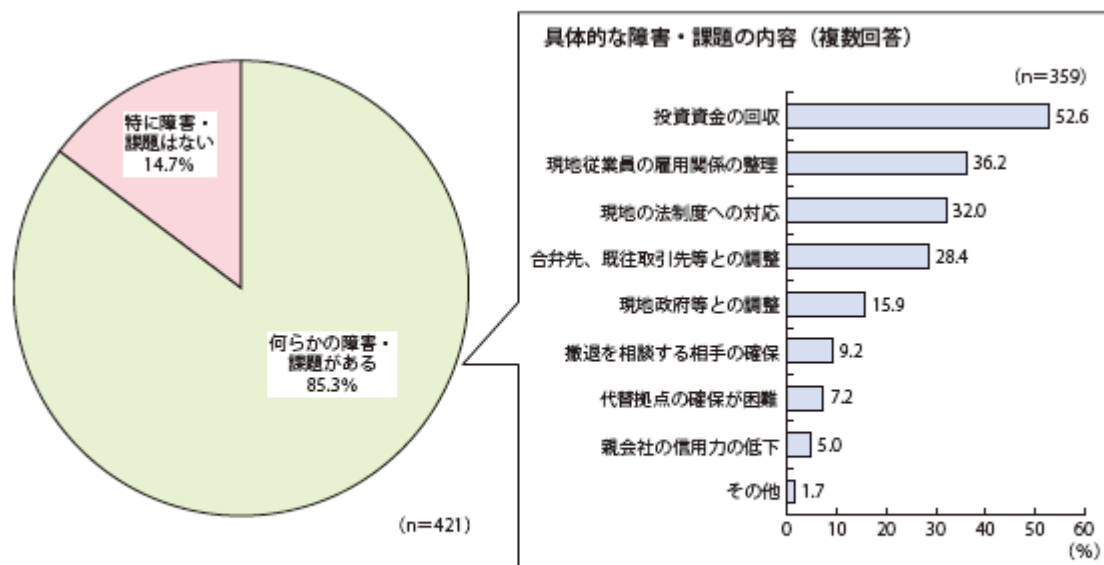 特に障害・
課題はない
14.7%
何らかの障害・
課題がある
85.3%
(n=421)
具体的な障害・課題の内容（複数回答）
(n=359)
投資資金の回収 52.6
現地従業員の雇用関係の整理 36.2
現地の法制度への対応 32.0
合弁先、既往取引先等との調整 28.4
現地政府等との調整 15.9
撤退を相談する相手の確保 9.2
代替拠点の確保が困難 7.2
親会社の信用力の低下 5.0
その他 1.7
0 10 20 30 40 50 60
(%)